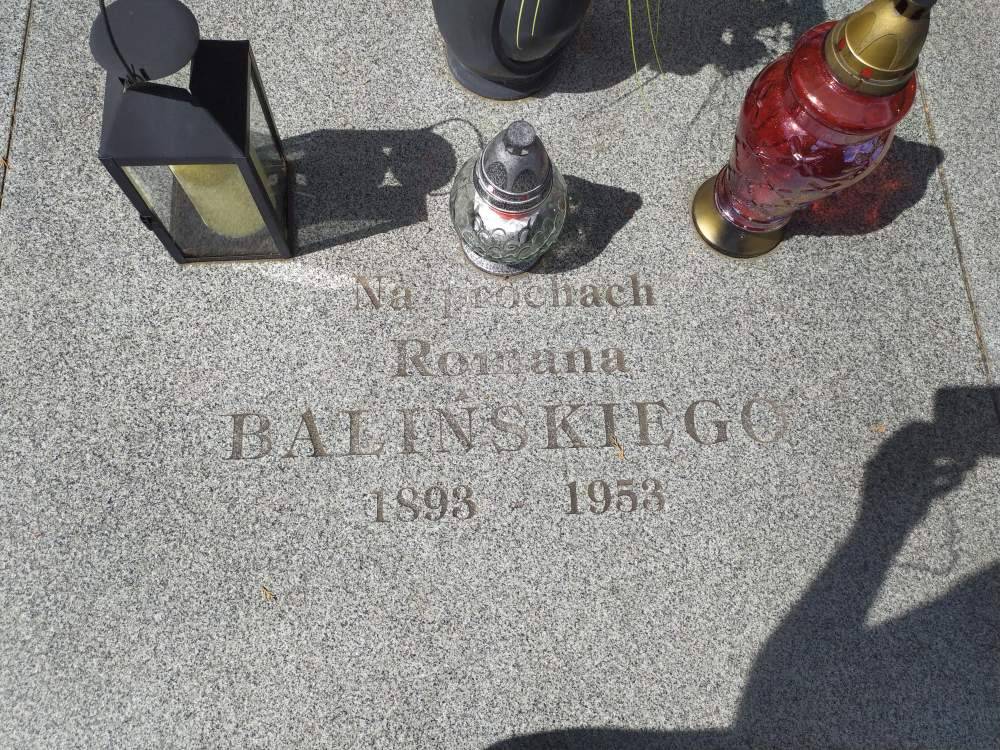 Na prochach
Romana
BALIŃSKIEGO
1893 - 1953